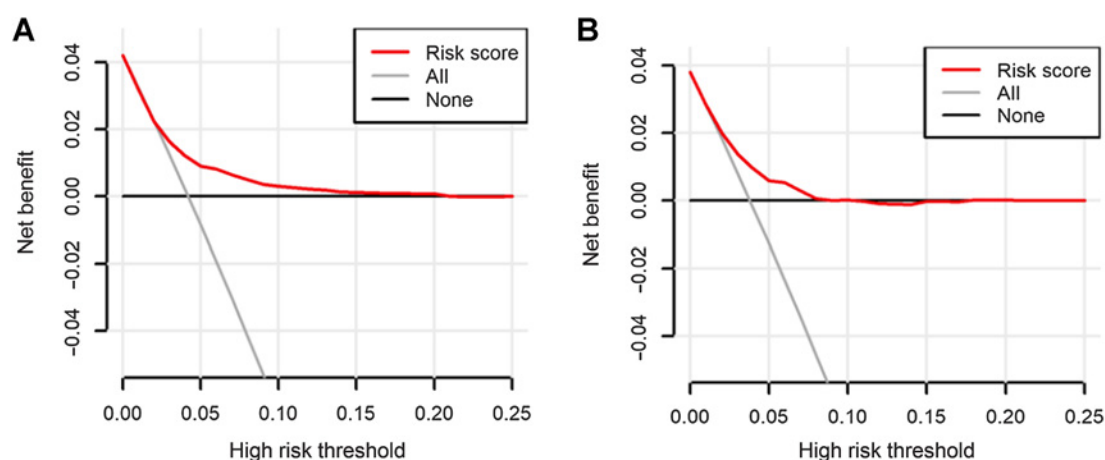 A
Risk score
All
None
Net benefit
0.04
0.02
0.00
−0.02
−0.04
0.00 0.05 0.10 0.15 0.20 0.25
High risk threshold
B
Risk score
All
None
Net benefit
0.04
0.02
0.00
−0.02
−0.04
0.00 0.05 0.10 0.15 0.20 0.25
High risk threshold